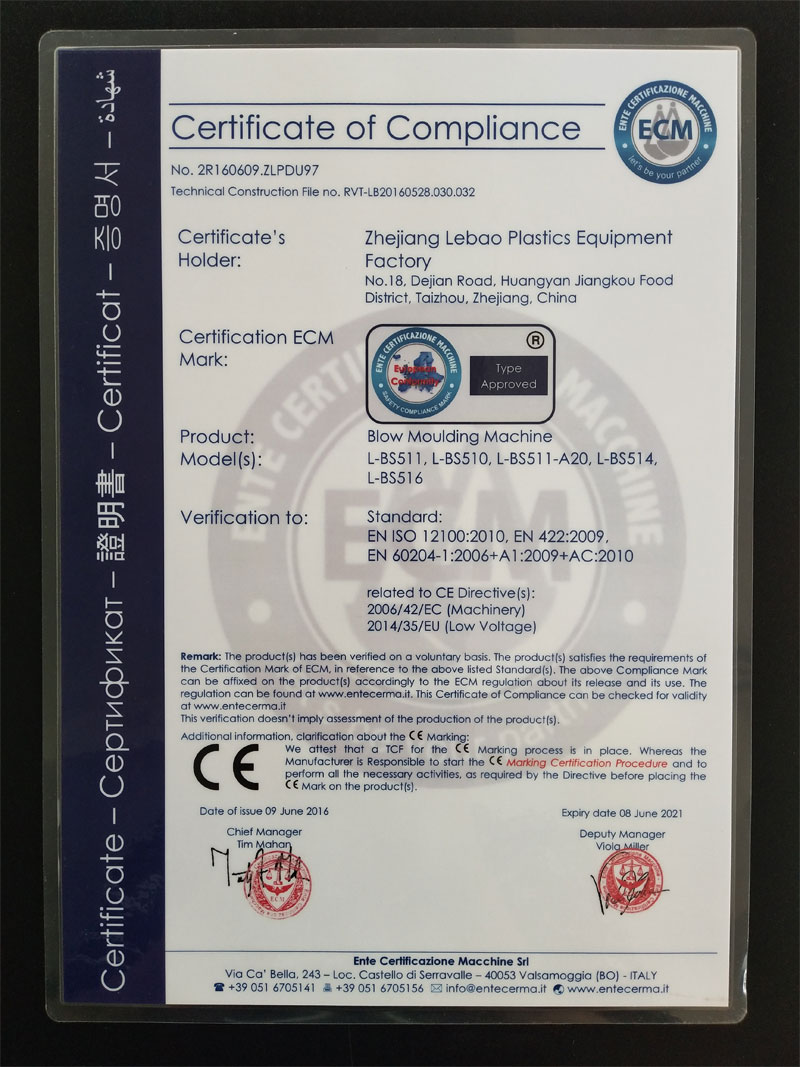 Certificate – Сертификат – 證明書 – Certificat – 증명서 – شهادة
ENTE CERTIFICAZIONE MACCHINE
ECM
let's be your partner
Certificate of Compliance
No. 2R160609.ZLPDU97
Technical Construction File no. RVT-LB20160528.030.032
Certificate's Holder:
Zhejiang Lebao Plastics Equipment
Factory
No.18, Dejian Road, Huangyan Jiangkou Food
District, Taizhou, Zhejiang, China
Certification ECM
Mark:
ENTE CERTIFICAZIONE MACCHINE
European
Conformity
SAFETY COMPLIANCE MARK
®
Type
Approved
Product:
Blow Moulding Machine
Model(s):
L-BS511, L-BS510, L-BS511-A20, L-BS514,
L-BS516
Verification to:
Standard:
EN ISO 12100:2010, EN 422:2009,
EN 60204-1:2006+A1:2009+AC:2010
related to CE Directive(s):
2006/42/EC (Machinery)
2014/35/EU (Low Voltage)
Remark: The product(s) has been verified on a voluntary basis. The product(s) satisfies the requirements of
the Certification Mark of ECM, in reference to the above listed Standard(s). The above Compliance Mark
can be affixed on the product(s) accordingly to the ECM regulation about its release and its use. The
regulation can be found at www.entecerma.it. This Certificate of Compliance can be checked for validity
at www.entecerma.it
This verification doesn't imply assessment of the production of the product(s).
Additional information, clarification about the CE Marking:
CE
We attest that a TCF for the CE Marking process is in place. Whereas the
Manufacturer is Responsible to start the CE Marking Certification Procedure and to
perform all the necessary activities, as required by the Directive before placing the
CE Mark on the product(s).
Date of issue 09 June 2016
Expiry date 08 June 2021
Chief Manager
Tim Mahan
Deputy Manager
Viola Miller
ECM
Ente Certificazione Macchine Srl
Via Ca' Bella, 243 – Loc. Castello di Serravalle – 40053 Valsamoggia (BO) - ITALY
+39 051 6705141 +39 051 6705156 info@entecerma.it www.entecerma.it